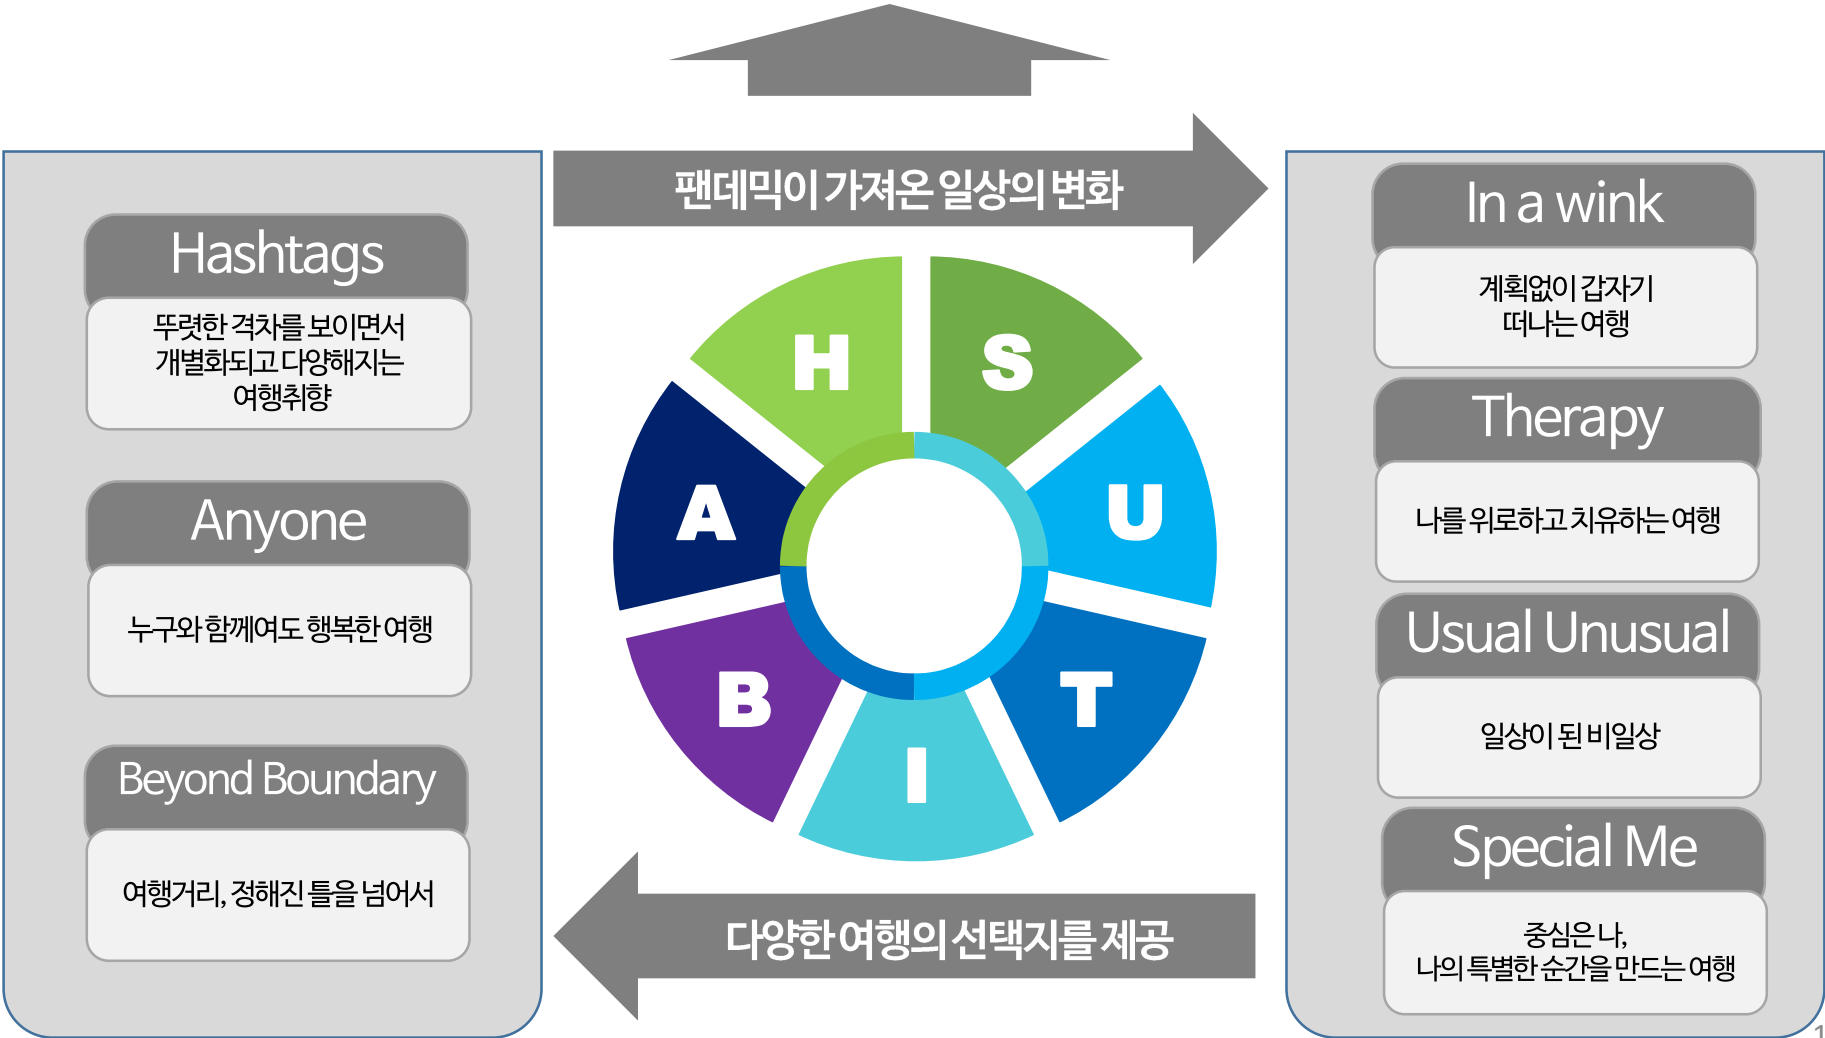 팬데믹이 가져온 일상의 변화
Hashtags
뚜렷한 격차를 보이면서
개별화되고 다양해지는
여행취향
Anyone
누구와 함께여도 행복한 여행
Beyond Boundary
여행거리, 정해진 틀을 넘어서
H
S
A
U
B
T
I
In a wink
계획없이 갑자기
떠나는 여행
Therapy
나를 위로하고 치유하는 여행
Usual Unusual
일상이 된 비일상
Special Me
중심은 나,
나의 특별한 순간을 만드는 여행
다양한 여행의 선택지를 제공
1